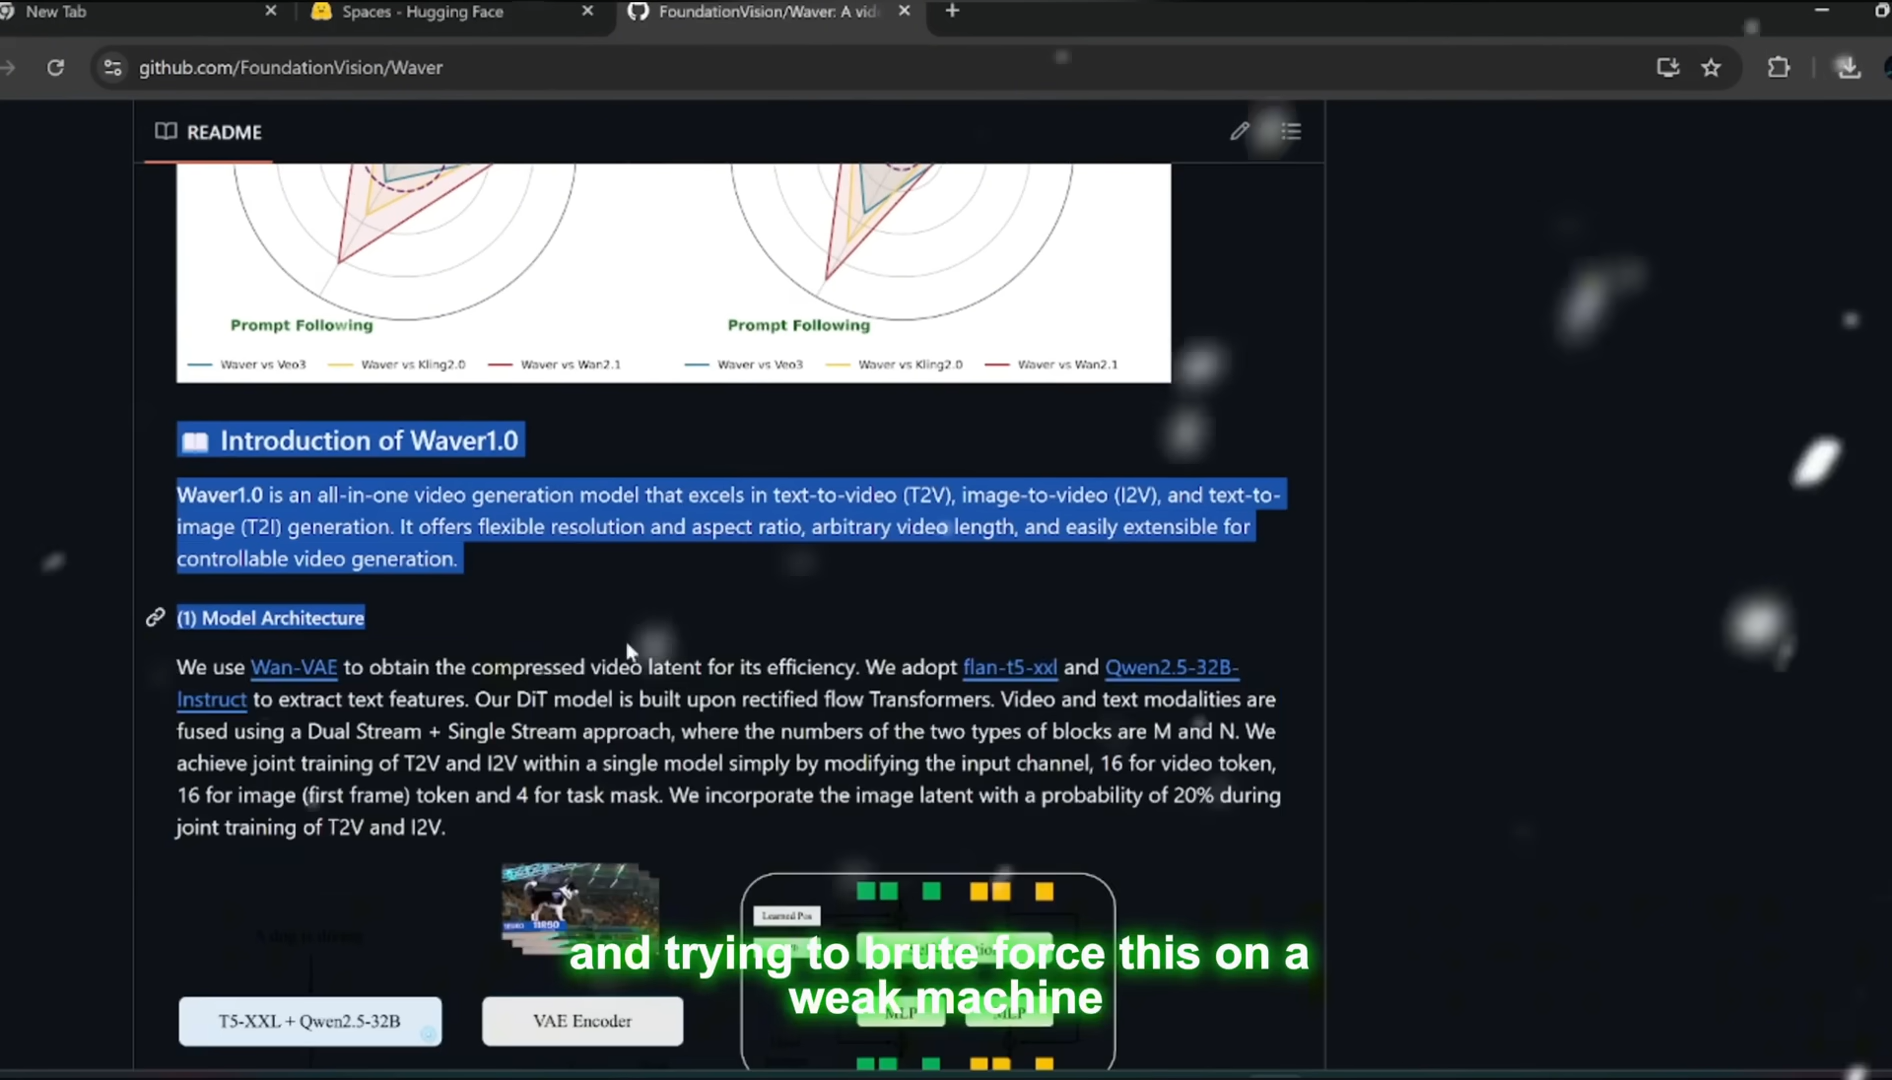 New Tab
Spaces - Hugging Face
FoundationVision/Waver: A vid
github.com/FoundationVision/Waver
README
Prompt Following
Prompt Following
Waver vs Veo3 Waver vs Kling2.0 Waver vs Wan2.1
Waver vs Veo3 Waver vs Kling2.0 Waver vs Wan2.1
Introduction of Waver1.0
Waver1.0 is an all-in-one video generation model that excels in text-to-video (T2V), image-to-video (I2V), and text-to-
image (T2I) generation. It offers flexible resolution and aspect ratio, arbitrary video length, and easily extensible for
controllable video generation.
(1) Model Architecture
We use Wan-VAE to obtain the compressed video latent for its efficiency. We adopt flan-t5-xxl and Qwen2.5-32B-
Instruct to extract text features. Our DiT model is built upon rectified flow Transformers. Video and text modalities are
fused using a Dual Stream + Single Stream approach, where the numbers of the two types of blocks are M and N. We
achieve joint training of T2V and I2V within a single model simply by modifying the input channel, 16 for video token,
16 for image (first frame) token and 4 for task mask. We incorporate the image latent with a probability of 20% during
joint training of T2V and I2V.
Learned Pos
and trying to brute force this on a
weak machine
T5-XXL + Qwen2.5-32B
VAE Encoder
MLP
MLP